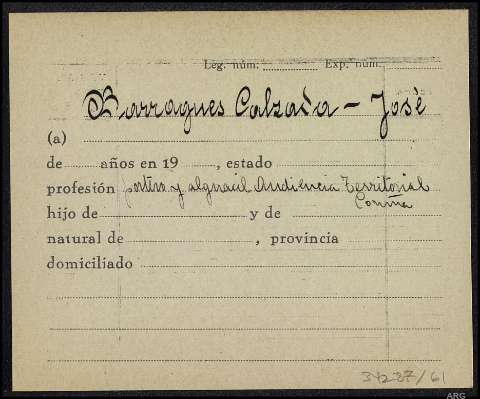 Leg. núm. Exp. núm.
Barragues Calzada - José
(a)
de años en 19 , estado
profesión portero y alguacil Audiencia Territorial
Coruña
hijo de y de
natural de , provincia
domiciliado
34237/61
ARG